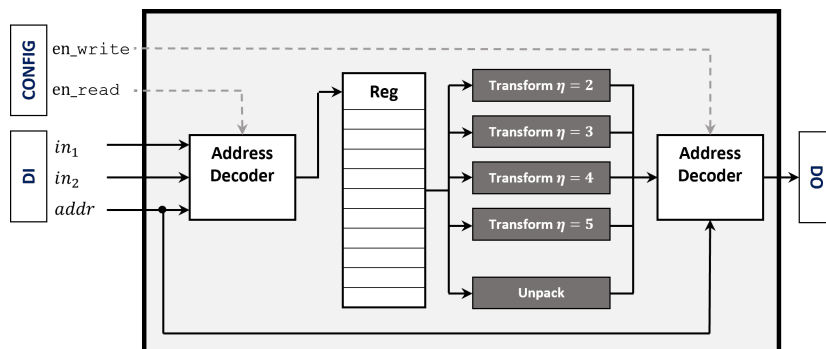 CONFIG
en_write
en_read
DI
in₁
in₂
addr
Address
Decoder
Reg
Transform η = 2
Transform η = 3
Transform η = 4
Transform η = 5
Unpack
Address
Decoder
DO